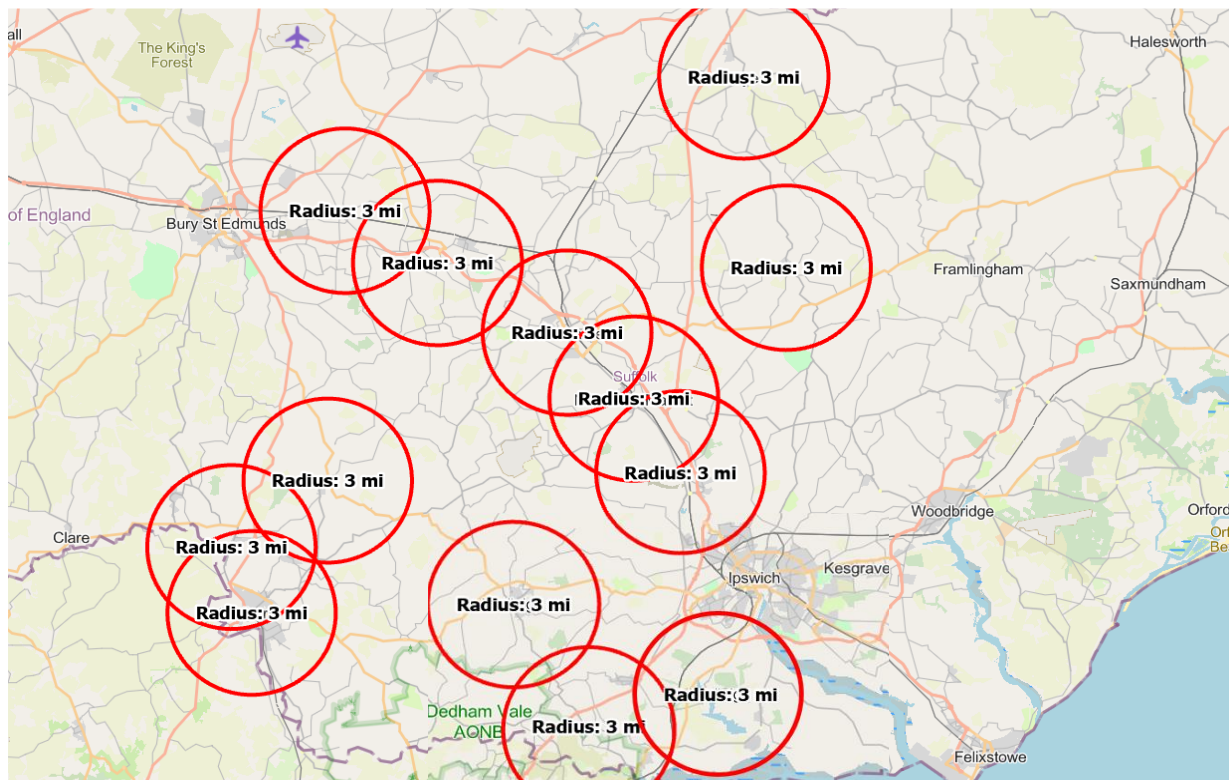 all
The King's
Forest
Halesworth
Radius: 3 mi
Radius: 3 mi
of England
Bury St Edmunds
Radius: 3 mi
Radius: 3 mi
Framlingham
Saxmundham
Radius: 3 mi
Suffolk
Radius: 3 mi
Radius: 3 mi
Radius: 3 mi
Woodbridge
Orford
Clare
Radius: 3 mi
Or
Be
Kesgrave
Ipswich
Radius: 3 mi
Radius: 3 mi
Radius: 3 mi
Dedham Vale
AONB
Radius: 3 mi
Felixstowe